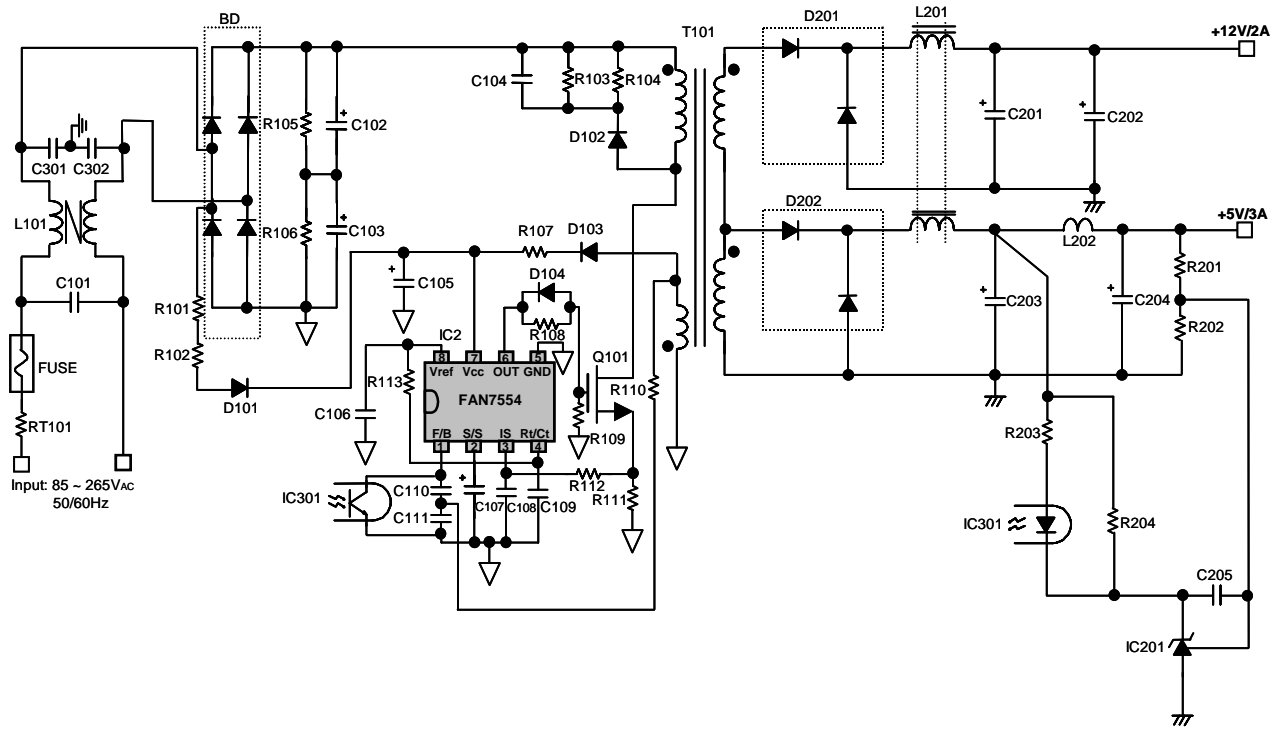 BD
T101
D201
L201
+12V/2A
C104
R103
R104
R105
C102
D102
C201
C202
C301
C302
L101
R106
C103
D202
+5V/3A
R107
D103
L202
R201
C101
C105
D104
C203
C204
R202
R101
R102
R108
IC2
Q101
FUSE
8
7
6
5
Vref
Vcc
OUT
GND
R113
R110
D101
FAN7554
C106
RT101
F/B
S/S
IS
Rt/Ct
1
2
3
4
R109
R203
Input: 85 ~ 265VAC
50/60Hz
IC301
C110
C111
C107
C108
C109
R112
R111
IC301
R204
C205
IC201